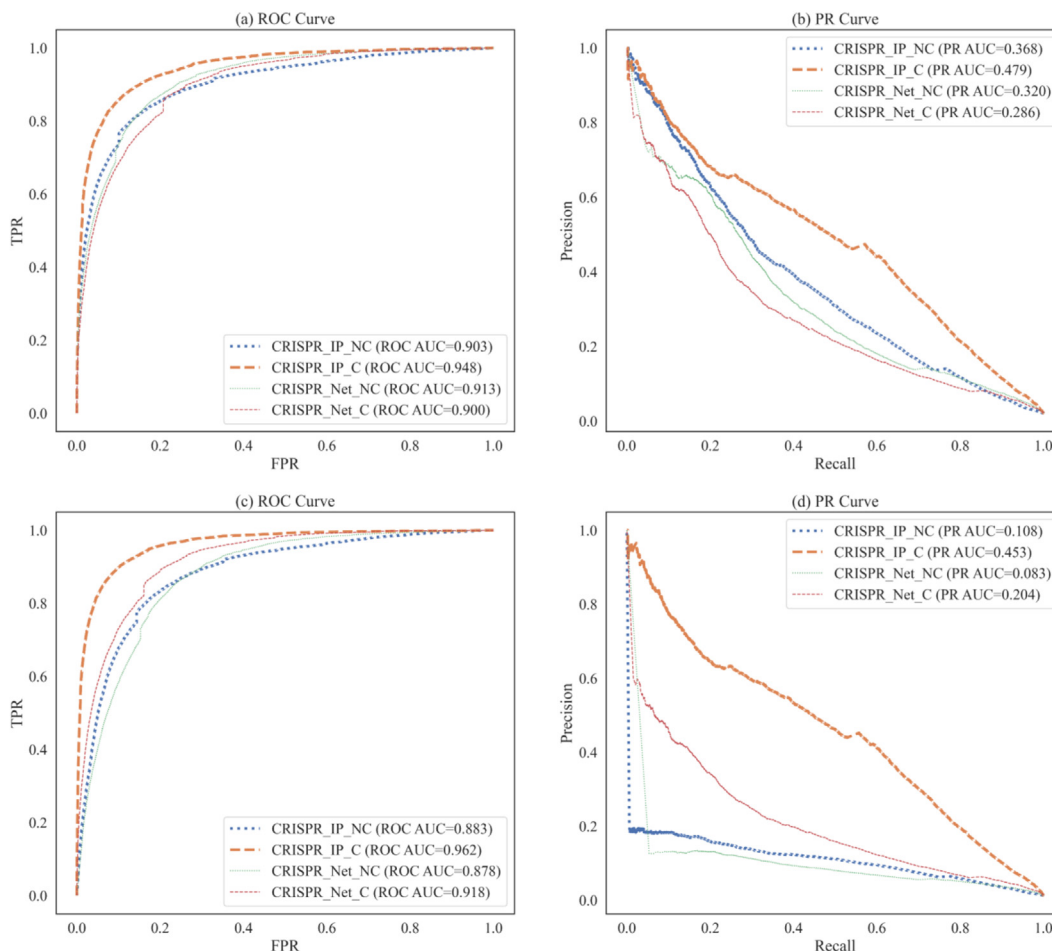 (a) ROC Curve
1.0
0.8
0.6
0.4
0.2
0.0
TPR
CRISPR_IP_NC (ROC AUC=0.903)
CRISPR_IP_C (ROC AUC=0.948)
CRISPR_Net_NC (ROC AUC=0.913)
CRISPR_Net_C (ROC AUC=0.900)
0.0 0.2 0.4 0.6 0.8 1.0
FPR
(b) PR Curve
1.0
0.8
0.6
0.4
0.2
0.0
Precision
CRISPR_IP_NC (PR AUC=0.368)
CRISPR_IP_C (PR AUC=0.479)
CRISPR_Net_NC (PR AUC=0.320)
CRISPR_Net_C (PR AUC=0.286)
0.0 0.2 0.4 0.6 0.8 1.0
Recall
(c) ROC Curve
1.0
0.8
0.6
0.4
0.2
0.0
TPR
CRISPR_IP_NC (ROC AUC=0.883)
CRISPR_IP_C (ROC AUC=0.962)
CRISPR_Net_NC (ROC AUC=0.878)
CRISPR_Net_C (ROC AUC=0.918)
0.0 0.2 0.4 0.6 0.8 1.0
FPR
(d) PR Curve
1.0
0.8
0.6
0.4
0.2
0.0
Precision
CRISPR_IP_NC (PR AUC=0.108)
CRISPR_IP_C (PR AUC=0.453)
CRISPR_Net_NC (PR AUC=0.083)
CRISPR_Net_C (PR AUC=0.204)
0.0 0.2 0.4 0.6 0.8 1.0
Recall